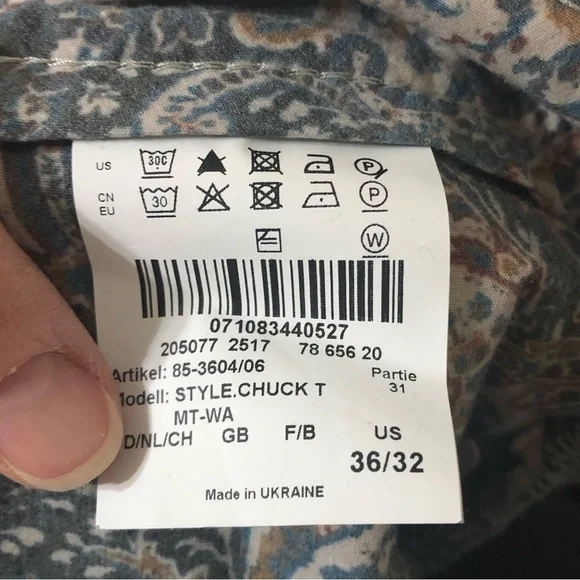 US 30C P
CN
EU 30 P
W
071083440527
205077 2517 78 656 20
Artikel: 85-3604/06 Partie
31
Modell: STYLE.CHUCK T
MT-WA
D/NL/CH GB F/B US
36/32
Made in UKRAINE